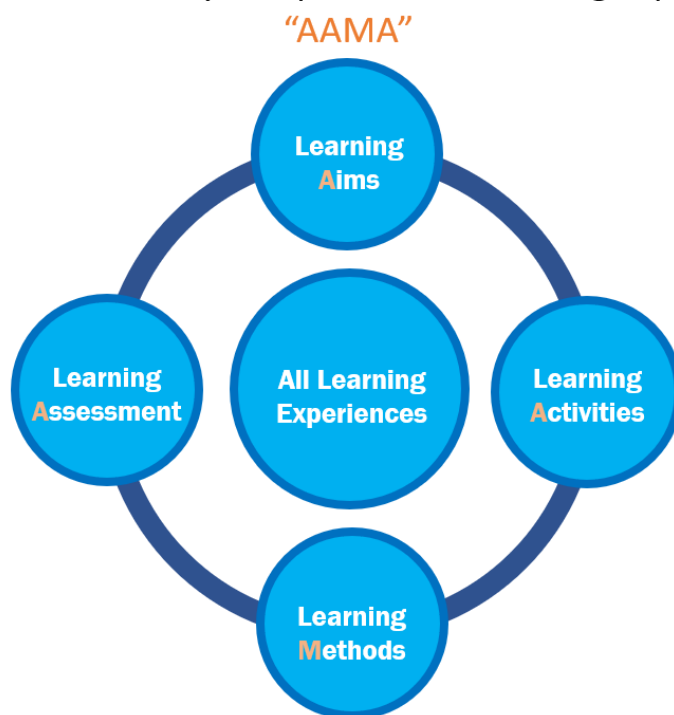 “AAMA”
Learning
Aims
Learning
Assessment
All Learning
Experiences
Learning
Activities
Learning
Methods